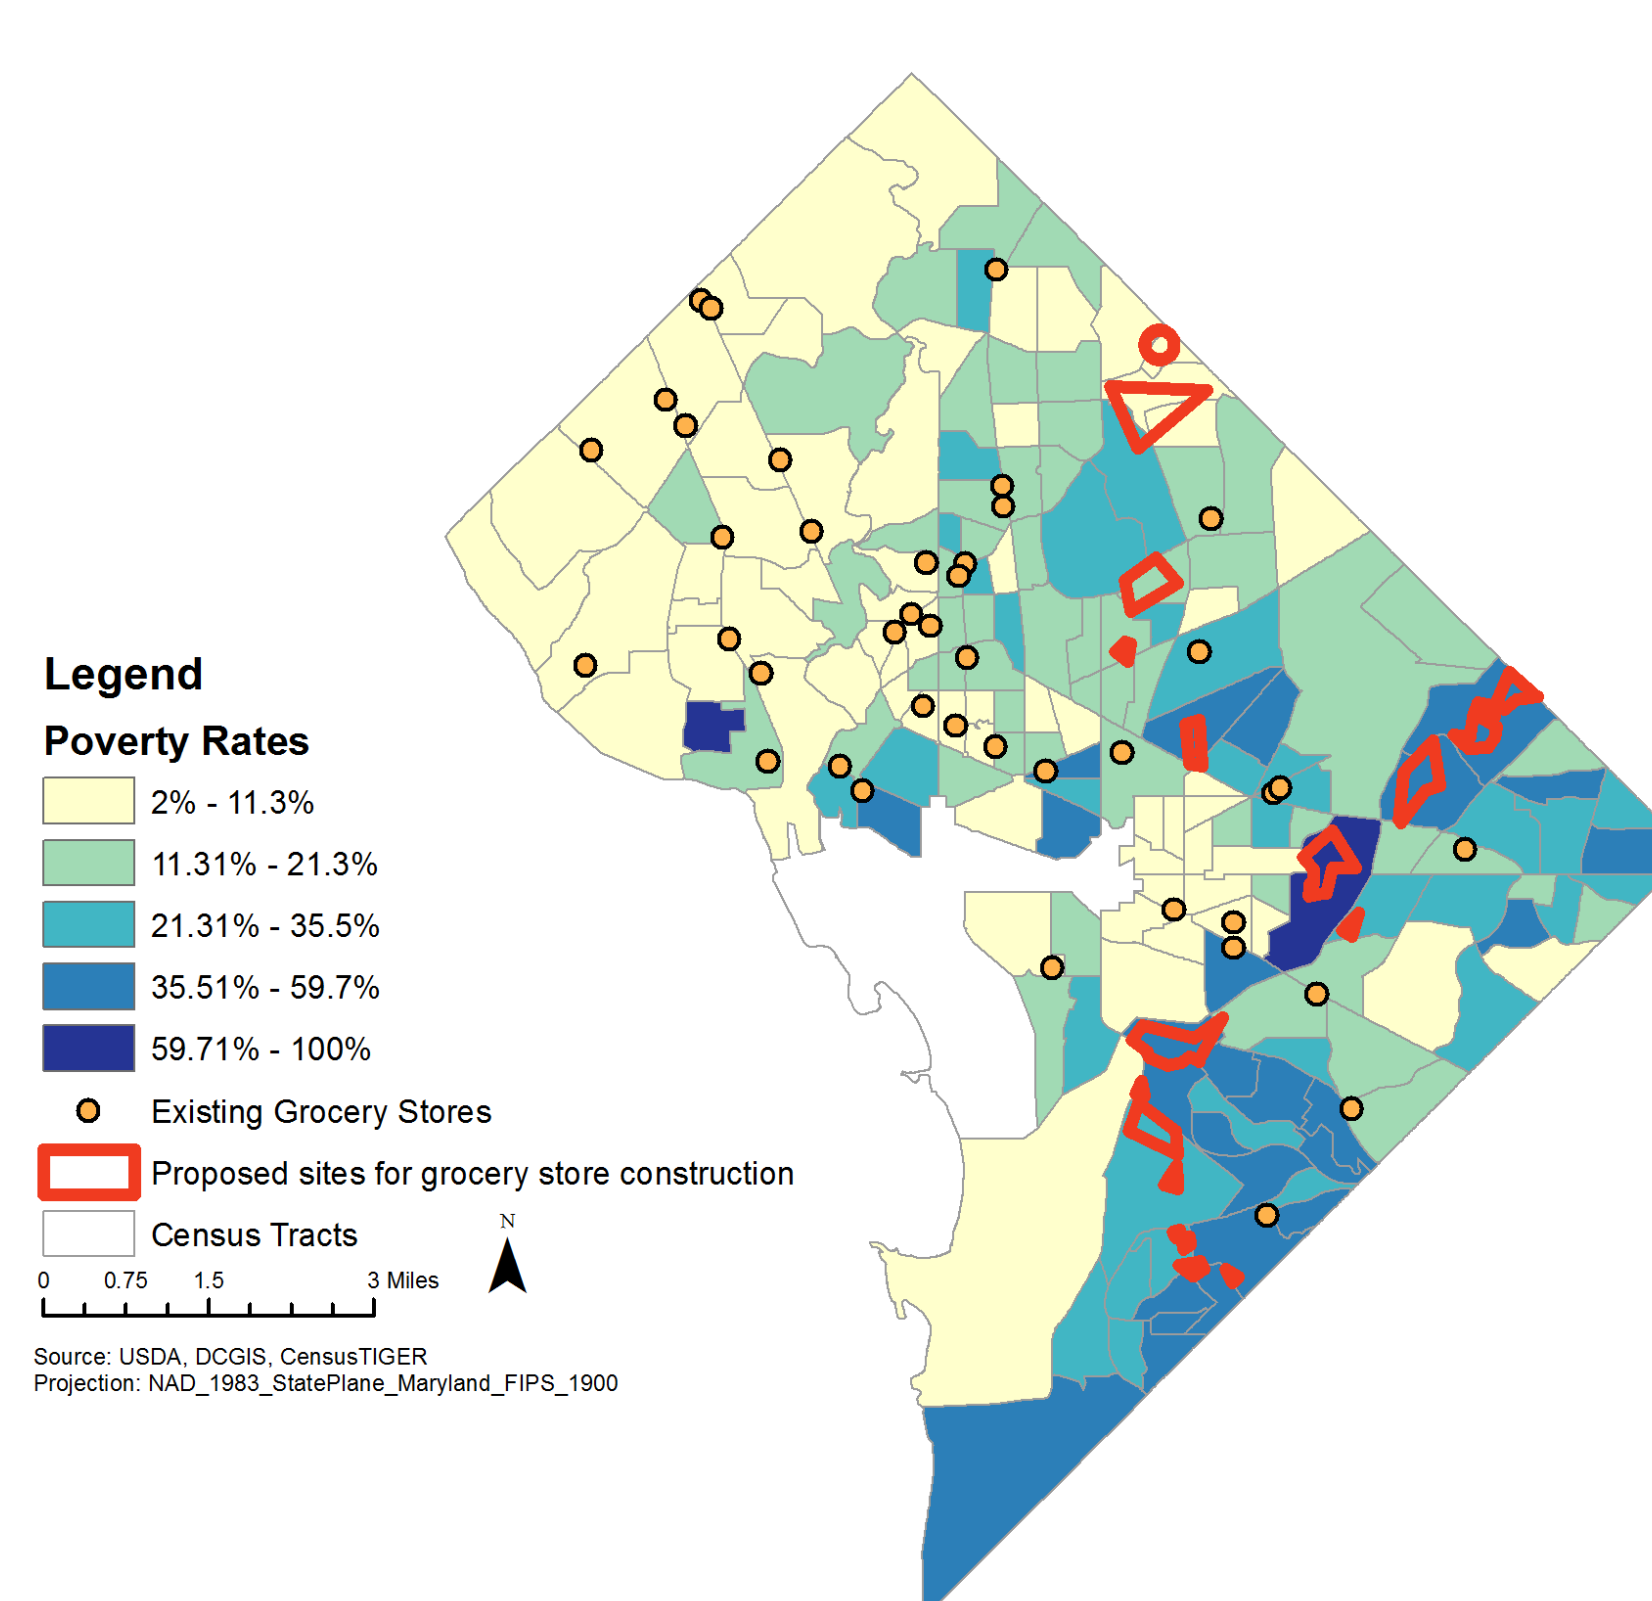 Legend
Poverty Rates
2% - 11.3%
11.31% - 21.3%
21.31% - 35.5%
35.51% - 59.7%
59.71% - 100%
Existing Grocery Stores
Proposed sites for grocery store construction
Census Tracts
N
0 0.75 1.5 3 Miles
Source: USDA, DCGIS, CensusTIGER
Projection: NAD_1983_StatePlane_Maryland_FIPS_1900